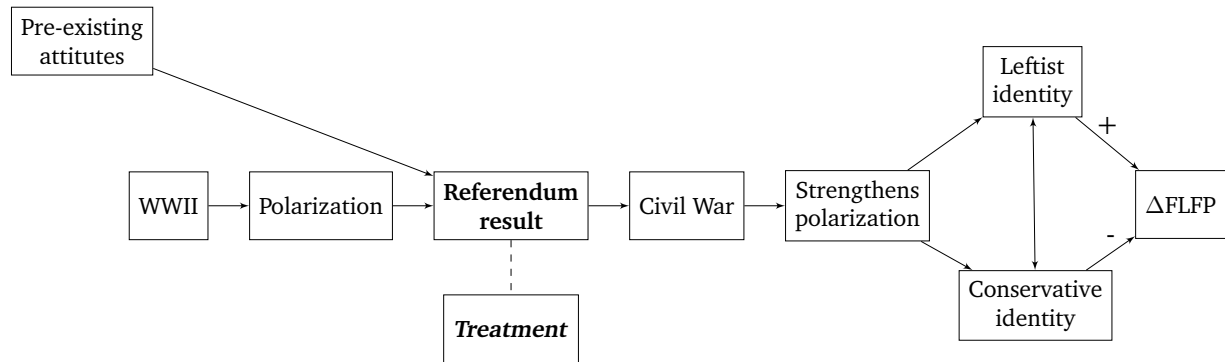 Pre-existing
attitutes
Leftist
identity
+
WWII
Polarization
Referendum
result
Civil War
Strengthens
polarization
ΔFLFP
-
Conservative
identity
Treatment